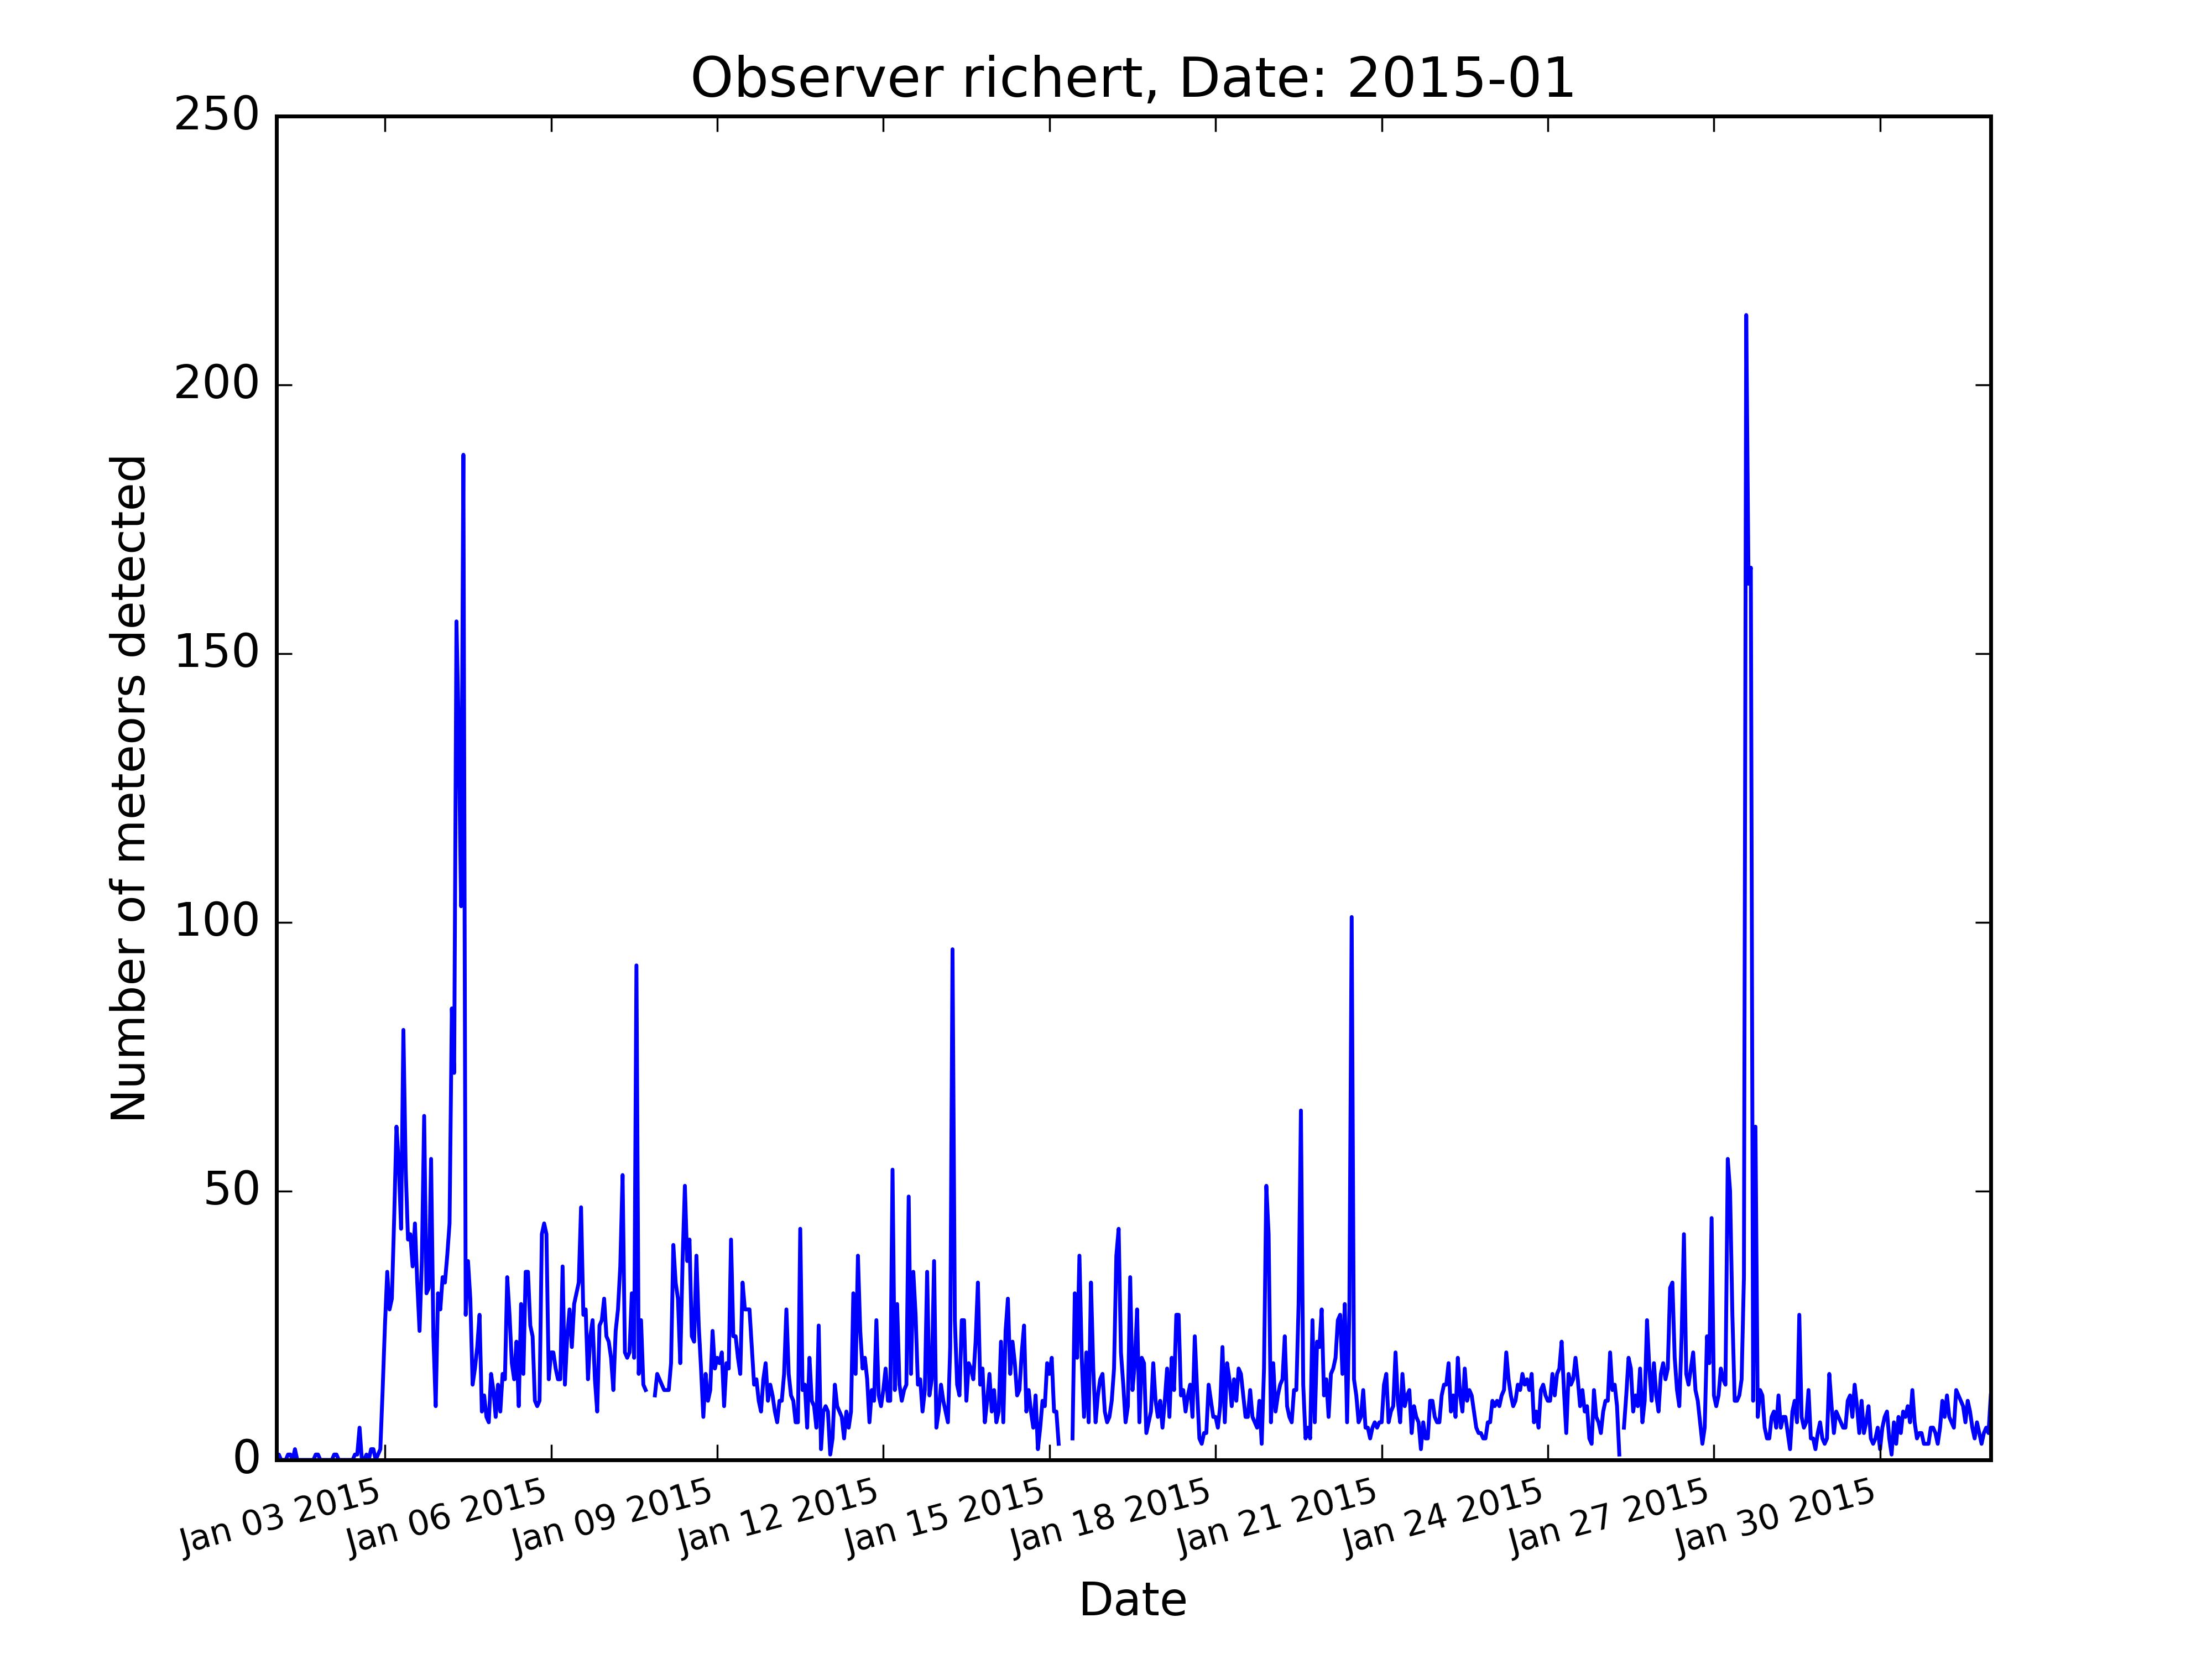 Observer richert, Date: 2015-01
250
200
150
100
50
0
Number of meteors detected
Jan 03 2015
Jan 06 2015
Jan 09 2015
Jan 12 2015
Jan 15 2015
Jan 18 2015
Jan 21 2015
Jan 24 2015
Jan 27 2015
Jan 30 2015
Date